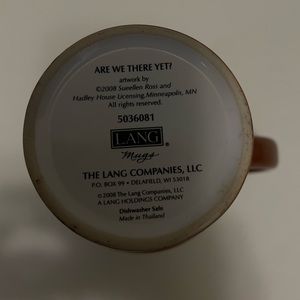 ARE WE THERE YET?
artwork by
©2008 Sueellen Ross and
Hadley House Licensing, Minneapolis, MN
All rights reserved.
5036081
LANG®
Mugs
THE LANG COMPANIES, LLC
P.O. BOX 99 • DELAFIELD, WI 53018
©2008 The Lang Companies, LLC
A LANG HOLDINGS COMPANY
Dishwasher Safe
Made in Thailand